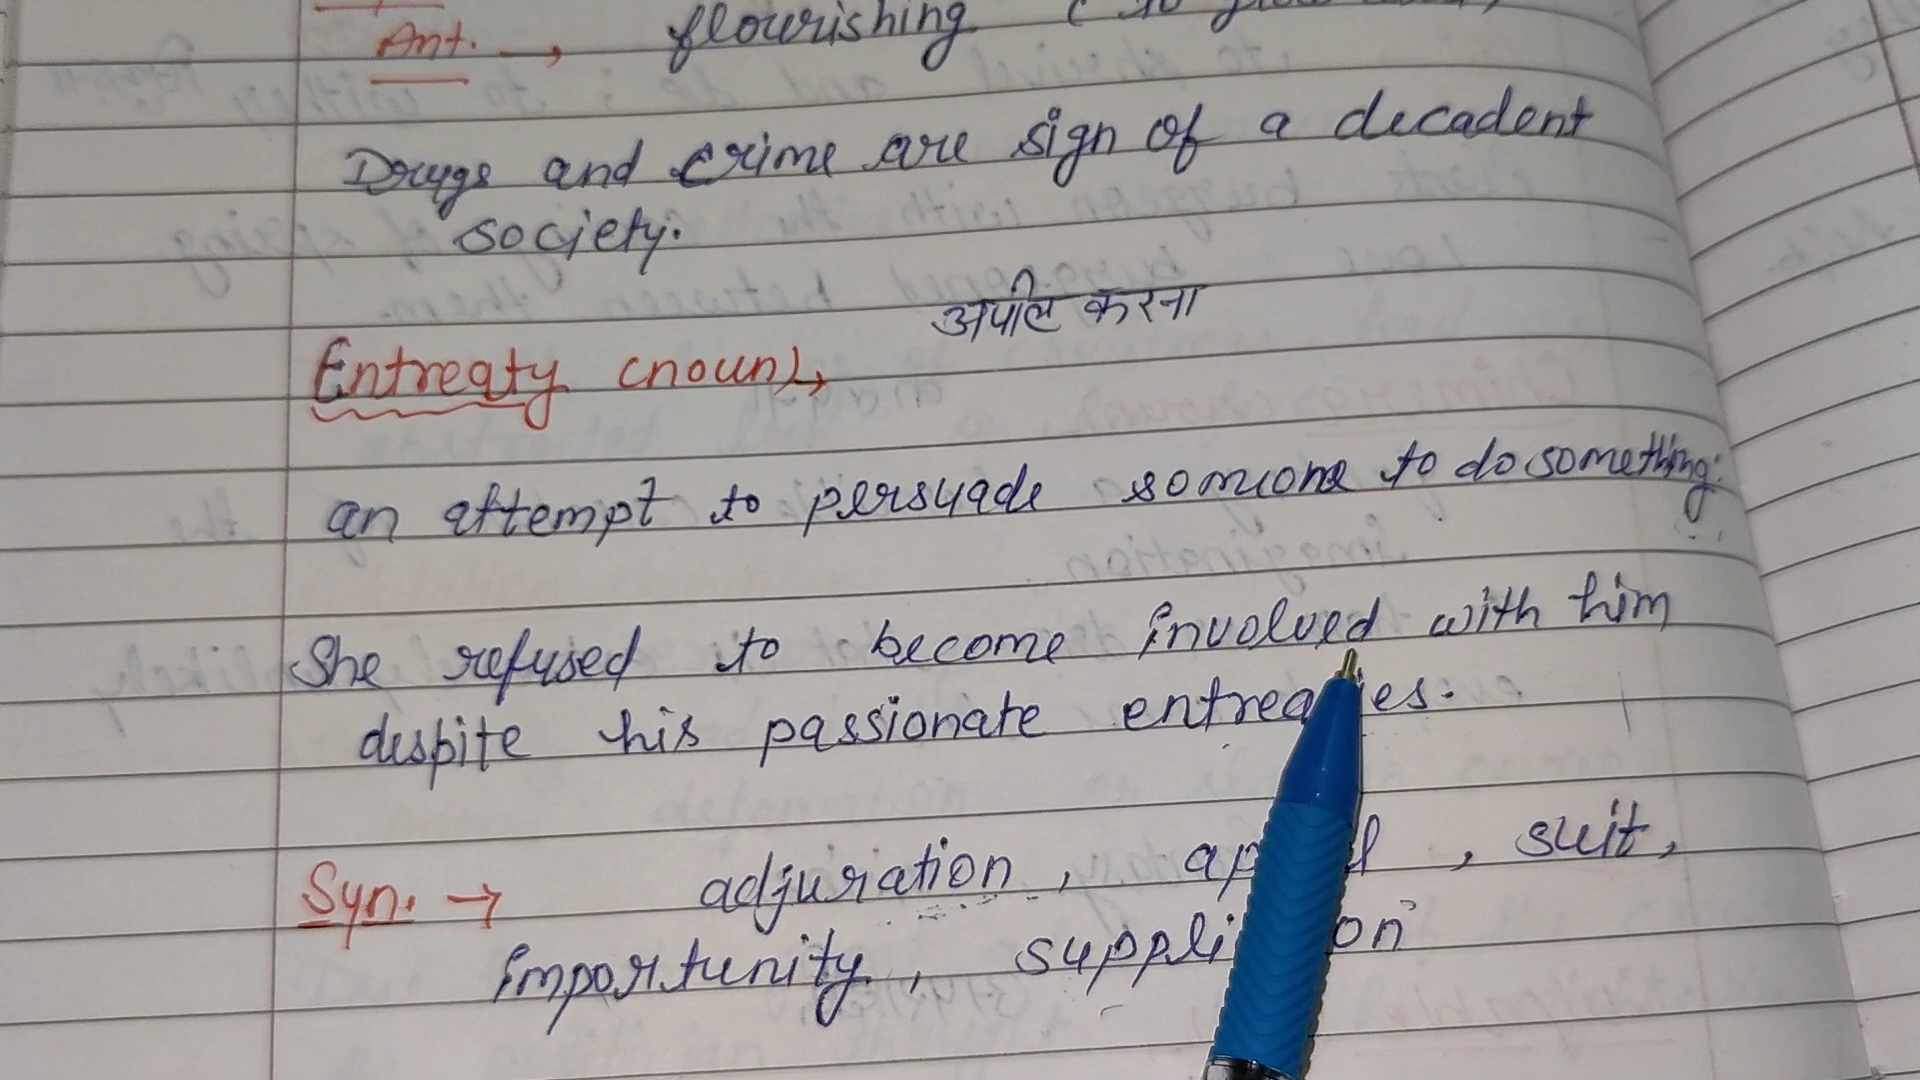 Ant. → flourishing
Drugs and crime are sign of a decadent
society.
अपील करना
Entreaty (noun)→
an attempt to persuade someone to do something.
She refused to become involved with him
despite his passionate
Syn. → adjuration, , suit,
importunity,